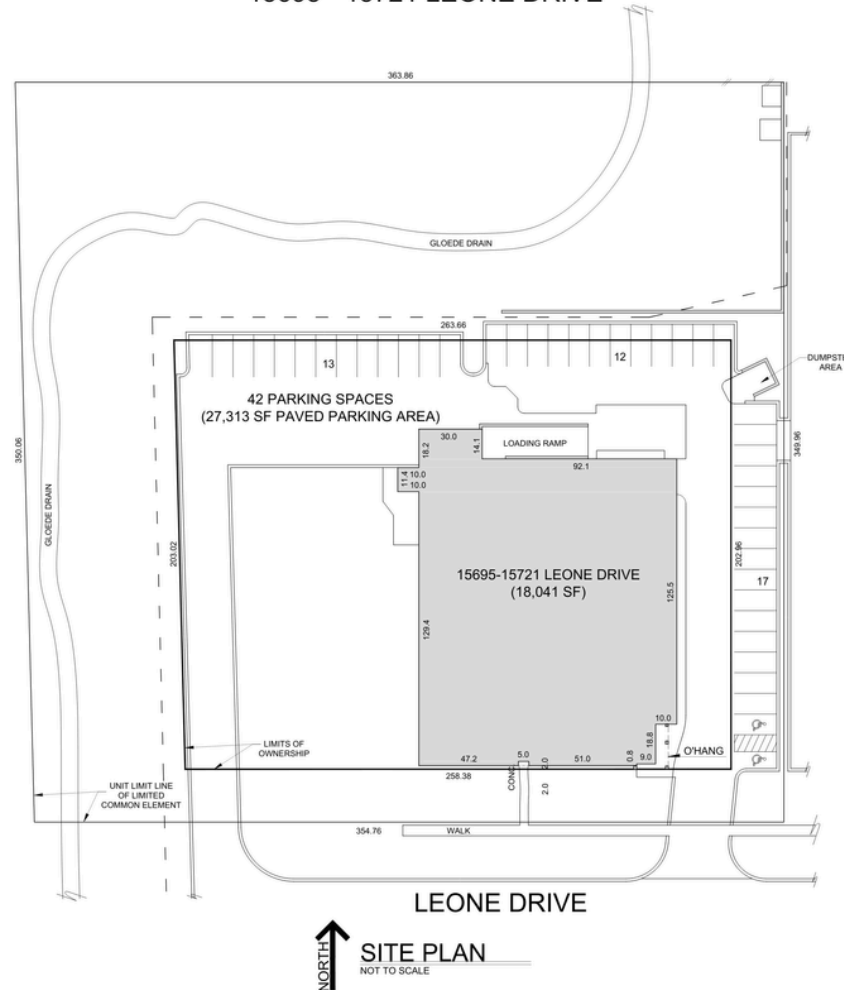 363.86
GLOEDE DRAIN
263.66
13
12
DUMPST
AREA
42 PARKING SPACES
(27,313 SF PAVED PARKING AREA)
350.06
349.96
30.0
18.2
14.1
LOADING RAMP
92.1
11.4
10.0
10.0
GLOEDE DRAIN
203.02
202.96
15695-15721 LEONE DRIVE
(18,041 SF)
125.5
17
129.4
10.0
18.8
O'HANG
LIMITS OF
OWNERSHIP
47.2
5.0
2.0
51.0
0.8
9.0
258.38
CONC
2.0
UNIT LIMIT LINE
OF LIMITED
COMMON ELEMENT
354.76
WALK
LEONE DRIVE
NORTH
SITE PLAN
NOT TO SCALE